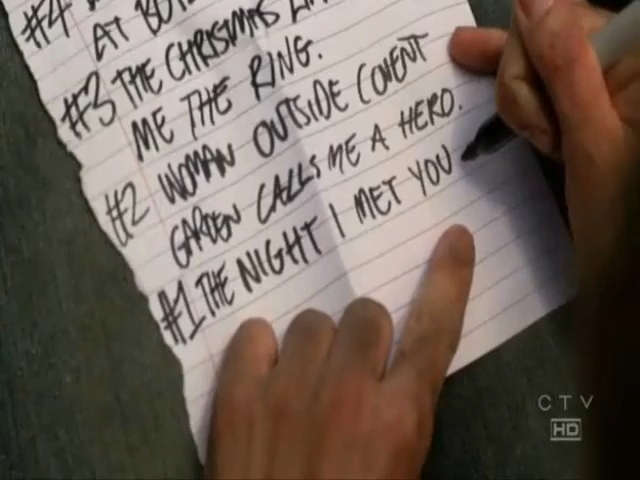 #4
AT
#3 THE CHRISTMAS
ME THE RING.
#2 WOMAN OUTSIDE COVENT
GARDEN CALLS ME A HERO.
#1 THE NIGHT I MET YOU
CTV
HD